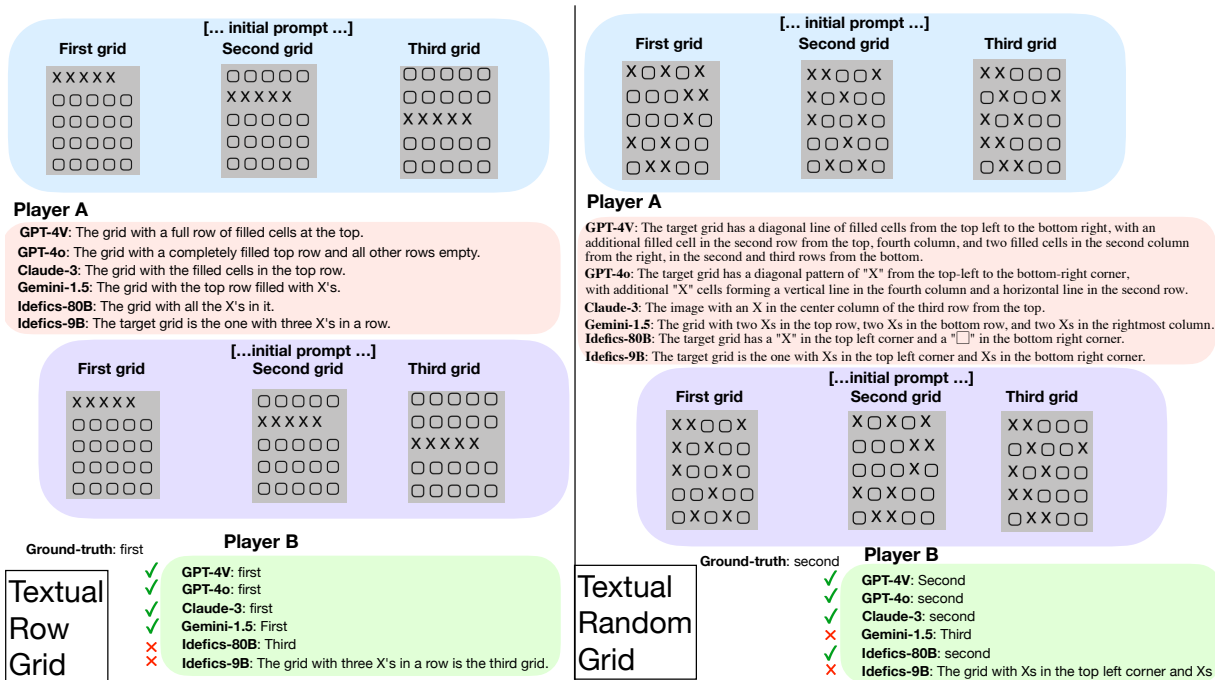 [... initial prompt ...]
First grid Second grid Third grid
X X X X X ▢ ▢ ▢ ▢ ▢ ▢ ▢ ▢ ▢ ▢
▢ ▢ ▢ ▢ ▢ X X X X X ▢ ▢ ▢ ▢ ▢
▢ ▢ ▢ ▢ ▢ ▢ ▢ ▢ ▢ ▢ X X X X X
▢ ▢ ▢ ▢ ▢ ▢ ▢ ▢ ▢ ▢ ▢ ▢ ▢ ▢ ▢
▢ ▢ ▢ ▢ ▢ ▢ ▢ ▢ ▢ ▢ ▢ ▢ ▢ ▢ ▢
Player A
GPT-4V: The grid with a full row of filled cells at the top.
GPT-4o: The grid with a completely filled top row and all other rows empty.
Claude-3: The grid with the filled cells in the top row.
Gemini-1.5: The grid with the top row filled with X's.
Idefics-80B: The grid with all the X's in it.
Idefics-9B: The target grid is the one with three X's in a row.
[...initial prompt ...]
First grid Second grid Third grid
X X X X X ▢ ▢ ▢ ▢ ▢ ▢ ▢ ▢ ▢ ▢
▢ ▢ ▢ ▢ ▢ X X X X X ▢ ▢ ▢ ▢ ▢
▢ ▢ ▢ ▢ ▢ ▢ ▢ ▢ ▢ ▢ X X X X X
▢ ▢ ▢ ▢ ▢ ▢ ▢ ▢ ▢ ▢ ▢ ▢ ▢ ▢ ▢
▢ ▢ ▢ ▢ ▢ ▢ ▢ ▢ ▢ ▢ ▢ ▢ ▢ ▢ ▢
Ground-truth: first
Player B
✓ GPT-4V: first
✓ GPT-4o: first
✓ Claude-3: first
✓ Gemini-1.5: First
✕ Idefics-80B: Third
✕ Idefics-9B: The grid with three X's in a row is the third grid.
Textual
Row
Grid
[... initial prompt ...]
First grid Second grid Third grid
X ▢ X ▢ X X X ▢ ▢ X X X ▢ ▢ ▢
▢ ▢ ▢ X X X ▢ X ▢ ▢ ▢ X ▢ ▢ X
▢ ▢ ▢ X ▢ X ▢ ▢ X ▢ X ▢ X ▢ ▢
X ▢ X ▢ ▢ ▢ ▢ X ▢ ▢ X X ▢ ▢ ▢
▢ X X ▢ ▢ ▢ X ▢ X ▢ ▢ X X ▢ ▢
Player A
GPT-4V: The target grid has a diagonal line of filled cells from the top left to the bottom right, with an
additional filled cell in the second row from the top, fourth column, and two filled cells in the second column
from the right, in the second and third rows from the bottom.
GPT-4o: The target grid has a diagonal pattern of "X" from the top-left to the bottom-right corner,
with additional "X" cells forming a vertical line in the fourth column and a horizontal line in the second row.
Claude-3: The image with an X in the center column of the third row from the top.
Gemini-1.5: The grid with two Xs in the top row, two Xs in the bottom row, and two Xs in the rightmost column.
Idefics-80B: The target grid has a "X" in the top left corner and a "▢" in the bottom right corner.
Idefics-9B: The target grid is the one with Xs in the top left corner and Xs in the bottom right corner.
[...initial prompt ...]
First grid Second grid Third grid
X X ▢ ▢ X X ▢ X ▢ X X X ▢ ▢ ▢
X ▢ X ▢ ▢ ▢ ▢ ▢ X X ▢ X ▢ ▢ X
X ▢ ▢ X ▢ ▢ ▢ ▢ X ▢ X ▢ X ▢ ▢
▢ ▢ X ▢ ▢ X ▢ X ▢ ▢ X X ▢ ▢ ▢
▢ X ▢ X ▢ ▢ X X ▢ ▢ ▢ X X ▢ ▢
Ground-truth: second
Player B
✓ GPT-4V: Second
✓ GPT-4o: second
✓ Claude-3: second
✕ Gemini-1.5: Third
✓ Idefics-80B: second
✕ Idefics-9B: The grid with Xs in the top left corner and Xs
Textual
Random
Grid